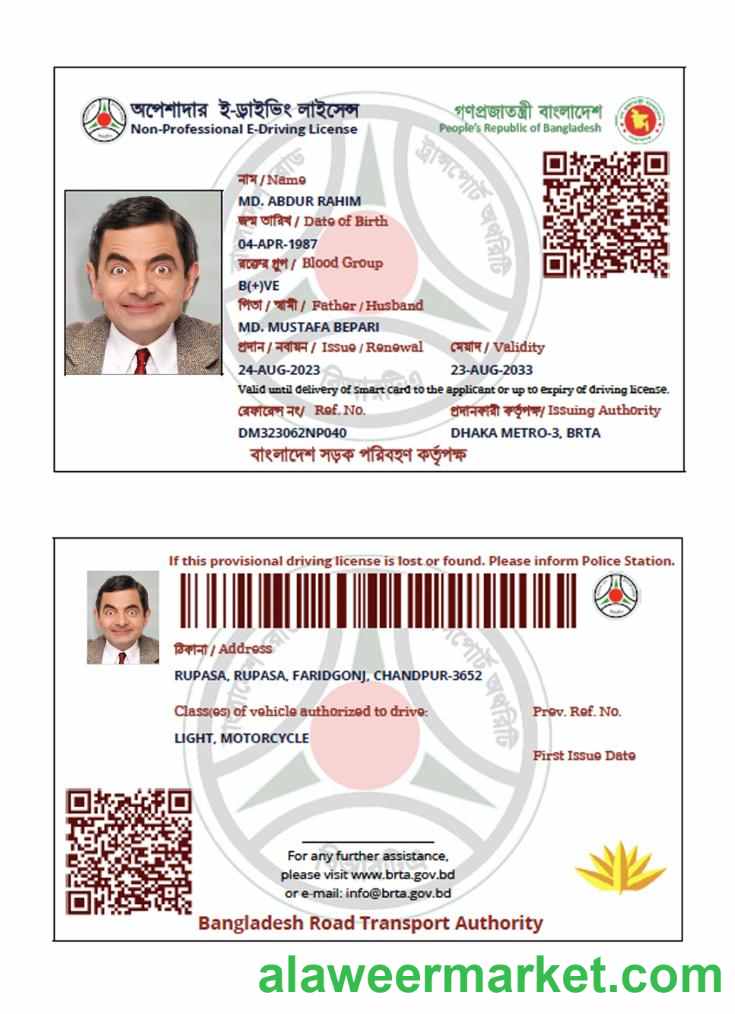 অপেশাদার ই-ড্রাইভিং লাইসেন্স
Non-Professional E-Driving License
গণপ্রজাতন্ত্রী বাংলাদেশ
People's Republic of Bangladesh
নাম / Name
MD. ABDUR RAHIM
জন্ম তারিখ / Date of Birth
04-APR-1987
রক্তের গ্রুপ / Blood Group
B(+)VE
পিতা / স্বামী / Father / Husband
MD. MUSTAFA BEPARI
প্রদান / নবায়ন / Issue / Renewal
মেয়াদ / Validity
24-AUG-2023
23-AUG-2033
Valid until delivery of smart card to the applicant or up to expiry of driving license.
রেফারেন্স নং/ Ref. No.
প্রদানকারী কর্তৃপক্ষ/ Issuing Authority
DM323062NP040
DHAKA METRO-3, BRTA
বাংলাদেশ সড়ক পরিবহণ কর্তৃপক্ষ
If this provisional driving license is lost or found. Please inform Police Station.
ঠিকানা / Address
RUPASA, RUPASA, FARIDGONJ, CHANDPUR-3652
Class(es) of vehicle authorized to drive:
Prev. Ref. No.
LIGHT, MOTORCYCLE
First Issue Date
For any further assistance,
please visit www.brta.gov.bd
or e-mail: info@brta.gov.bd
Bangladesh Road Transport Authority
alaweermarket.com